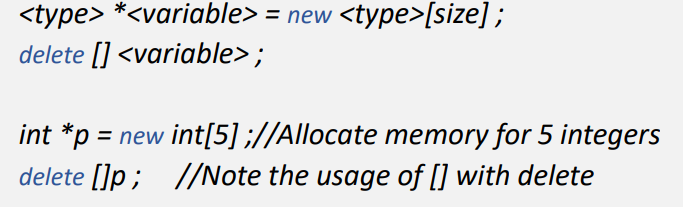 <type> *<variable> = new <type>[size] ;
delete [] <variable> ;
int *p = new int[5] ;//Allocate memory for 5 integers
delete []p ; //Note the usage of [] with delete